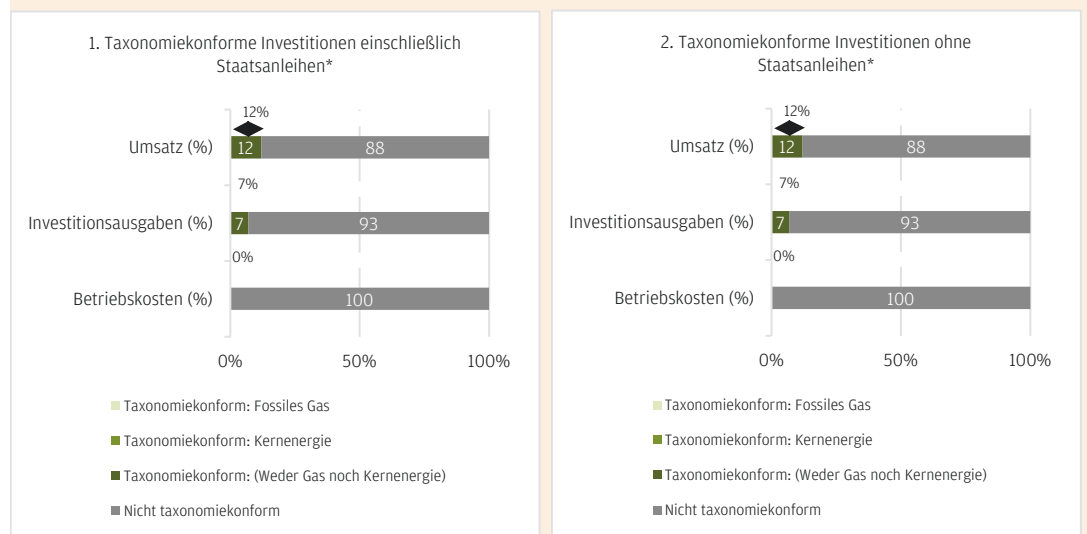 1. Taxonomiekonforme Investitionen einschließlich
Staatsanleihen*
12%
Umsatz (%)
12
88
7%
Investitionsausgaben (%)
7
93
0%
Betriebskosten (%)
100
0%
50%
100%
Taxonomiekonform: Fossiles Gas
Taxonomiekonform: Kernenergie
Taxonomiekonform: (Weder Gas noch Kernenergie)
Nicht taxonomiekonform
2. Taxonomiekonforme Investitionen ohne
Staatsanleihen*
12%
Umsatz (%)
12
88
7%
Investitionsausgaben (%)
7
93
0%
Betriebskosten (%)
100
0%
50%
100%
Taxonomiekonform: Fossiles Gas
Taxonomiekonform: Kernenergie
Taxonomiekonform: (Weder Gas noch Kernenergie)
Nicht taxonomiekonform